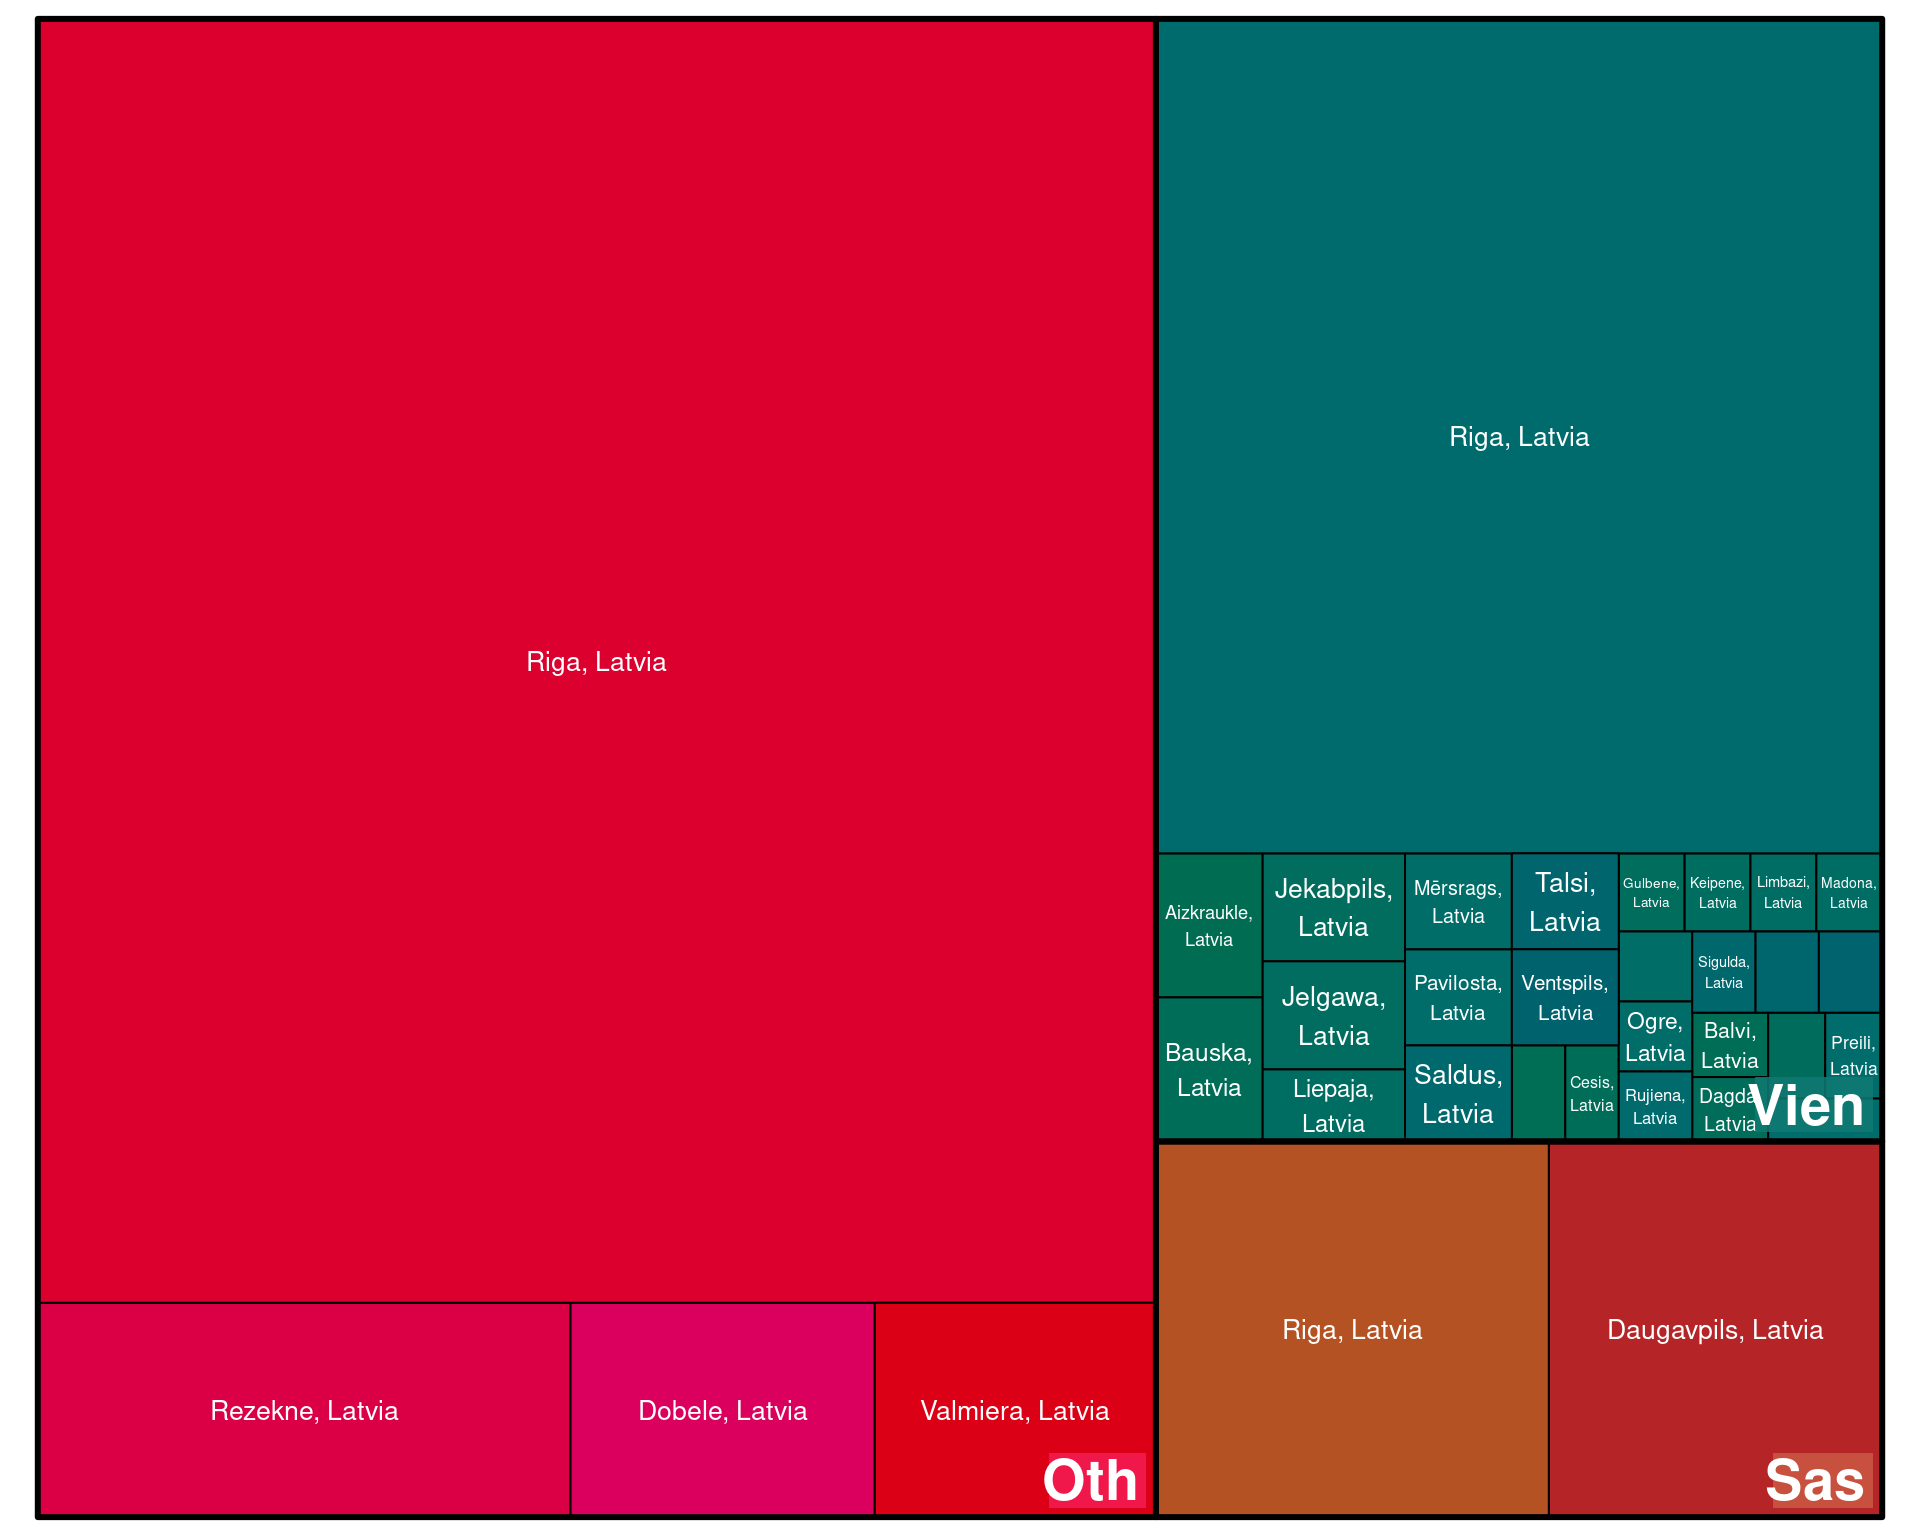 Riga, Latvia
Rezekne, Latvia
Dobele, Latvia
Valmiera, Latvia
Oth
Riga, Latvia
Aizkraukle,
Latvia
Bauska,
Latvia
Jekabpils,
Latvia
Jelgawa,
Latvia
Liepaja,
Latvia
Mērsrags,
Latvia
Pavilosta,
Latvia
Saldus,
Latvia
Talsi,
Latvia
Ventspils,
Latvia
Cesis,
Latvia
Gulbene,
Latvia
Keipene,
Latvia
Limbazi,
Latvia
Madona,
Latvia
Ogre,
Latvia
Rujiena,
Latvia
Sigulda,
Latvia
Balvi,
Latvia
Dagda,
Latvia
Preili,
Latvia
Vien
Riga, Latvia
Daugavpils, Latvia
Sas